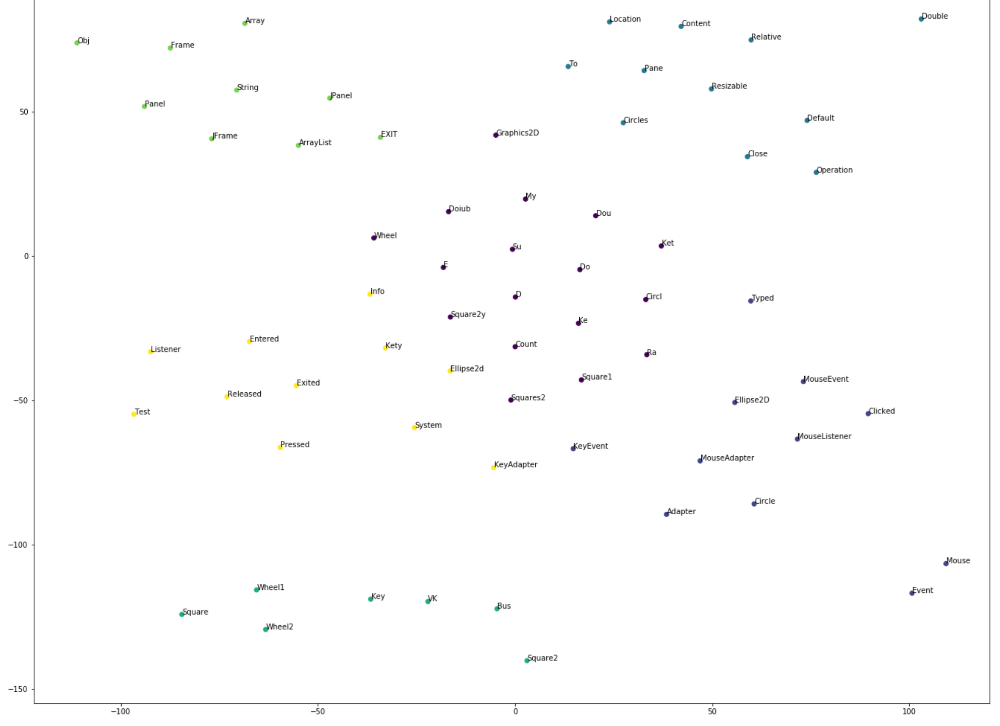 Double
Location
Array
Content
Relative
Obj
Frame
To
Pane
Resizable
String
JPanel
Panel
50
Default
Circles
Graphics2D
EXIT
JFrame
ArrayList
Close
Operation
My
Doiub
Dou
Wheel
Ket
Su
0
E
Do
Info
D
Circl
Typed
Square2y
Ke
Entered
Count
Kety
Listener
Ra
Ellipse2d
Square1
MouseEvent
Exited
Released
Squares2
Ellipse2D
−50
Clicked
Test
System
MouseListener
Pressed
KeyEvent
MouseAdapter
KeyAdapter
Circle
Adapter
−100
Mouse
Wheel1
Event
Key
VK
Bus
Square
Wheel2
Square2
−150
−100 −50 0 50 100